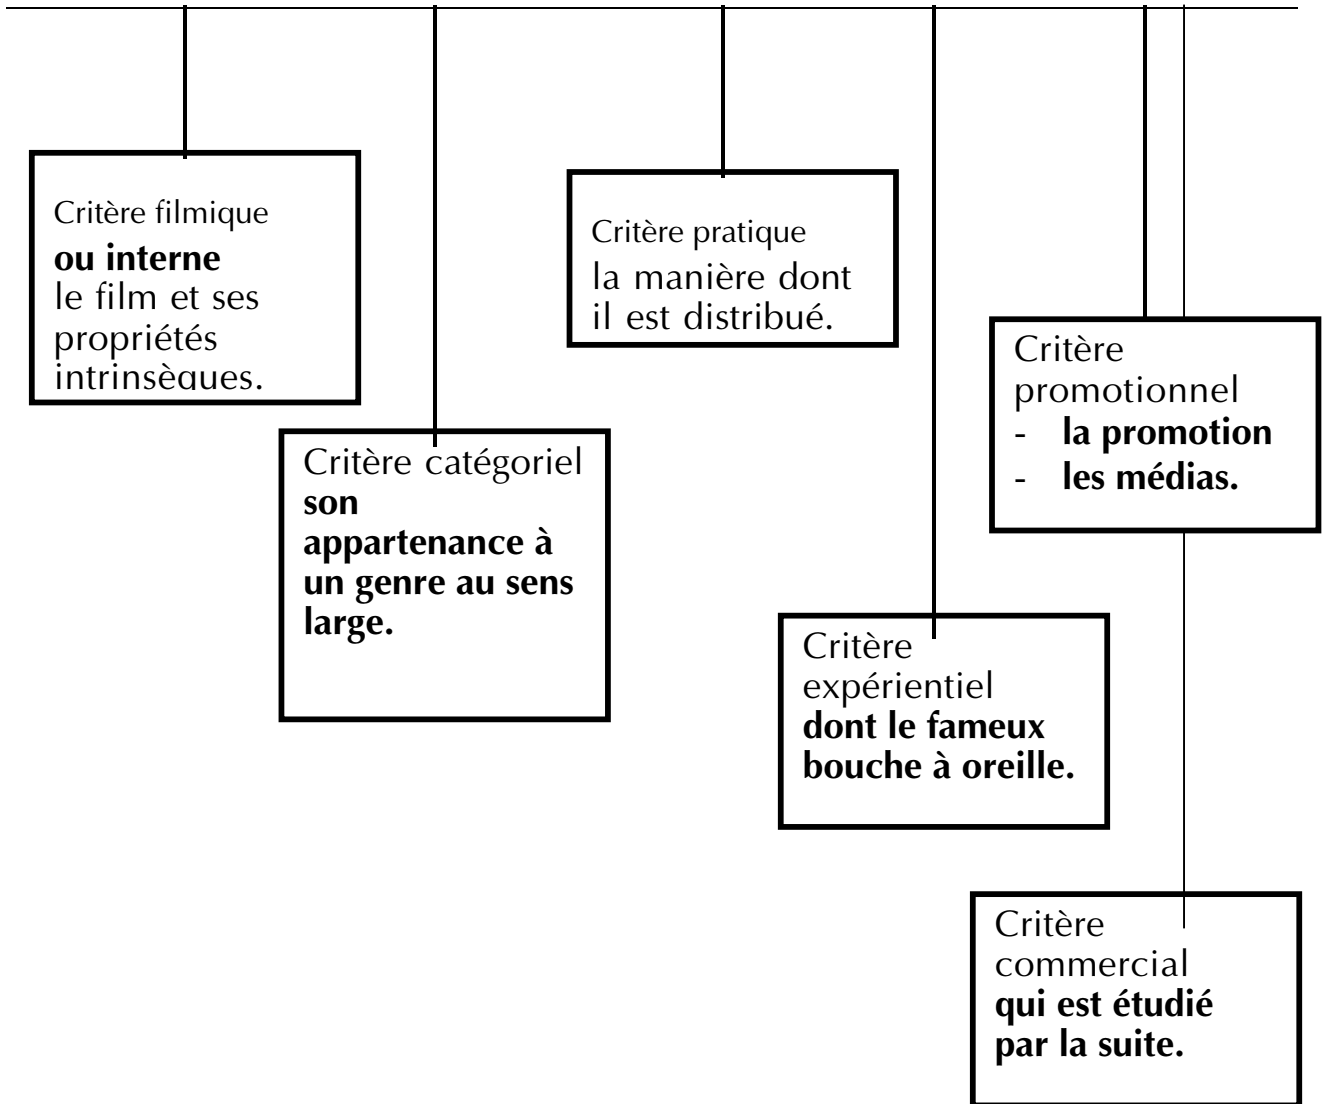 Critère filmique
ou interne
le film et ses
propriétés
intrinsèques.
Critère catégoriel
son
appartenance à
un genre au sens
large.
Critère pratique
la manière dont
il est distribué.
Critère
expérientiel
dont le fameux
bouche à oreille.
Critère
promotionnel
- la promotion
- les médias.
Critère
commercial
qui est étudié
par la suite.